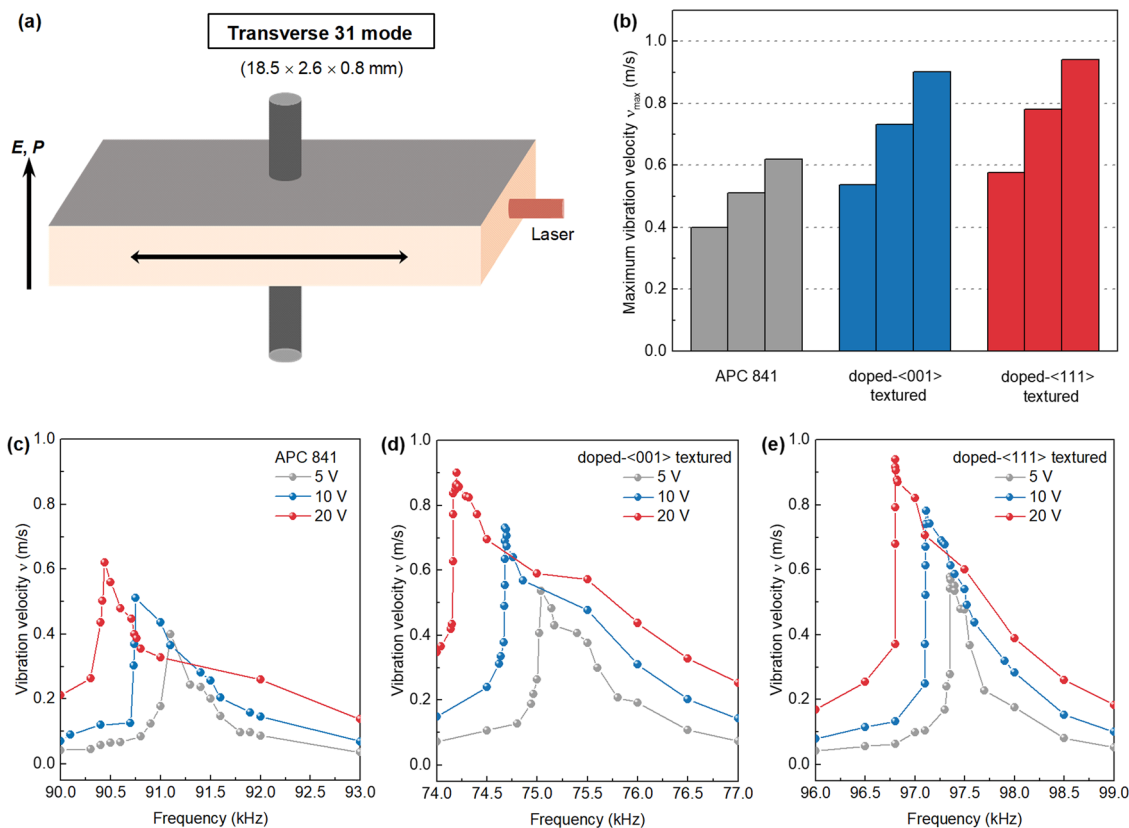 (a)
Transverse 31 mode
(18.5 × 2.6 × 0.8 mm)
E, P
Laser
(b)
Maximum vibration velocity νmax (m/s)
1.0
0.8
0.6
0.4
0.2
0.0
APC 841
doped-<001>
textured
doped-<111>
textured
(c)
Vibration velocity ν (m/s)
1.0
0.8
0.6
0.4
0.2
0.0
APC 841
5 V
10 V
20 V
90.0 90.5 91.0 91.5 92.0 92.5 93.0
Frequency (kHz)
(d)
Vibration velocity ν (m/s)
1.0
0.8
0.6
0.4
0.2
0.0
doped-<001> textured
5 V
10 V
20 V
74.0 74.5 75.0 75.5 76.0 76.5 77.0
Frequency (kHz)
(e)
Vibration velocity ν (m/s)
1.0
0.8
0.6
0.4
0.2
0.0
doped-<111> textured
5 V
10 V
20 V
96.0 96.5 97.0 97.5 98.0 98.5 99.0
Frequency (kHz)